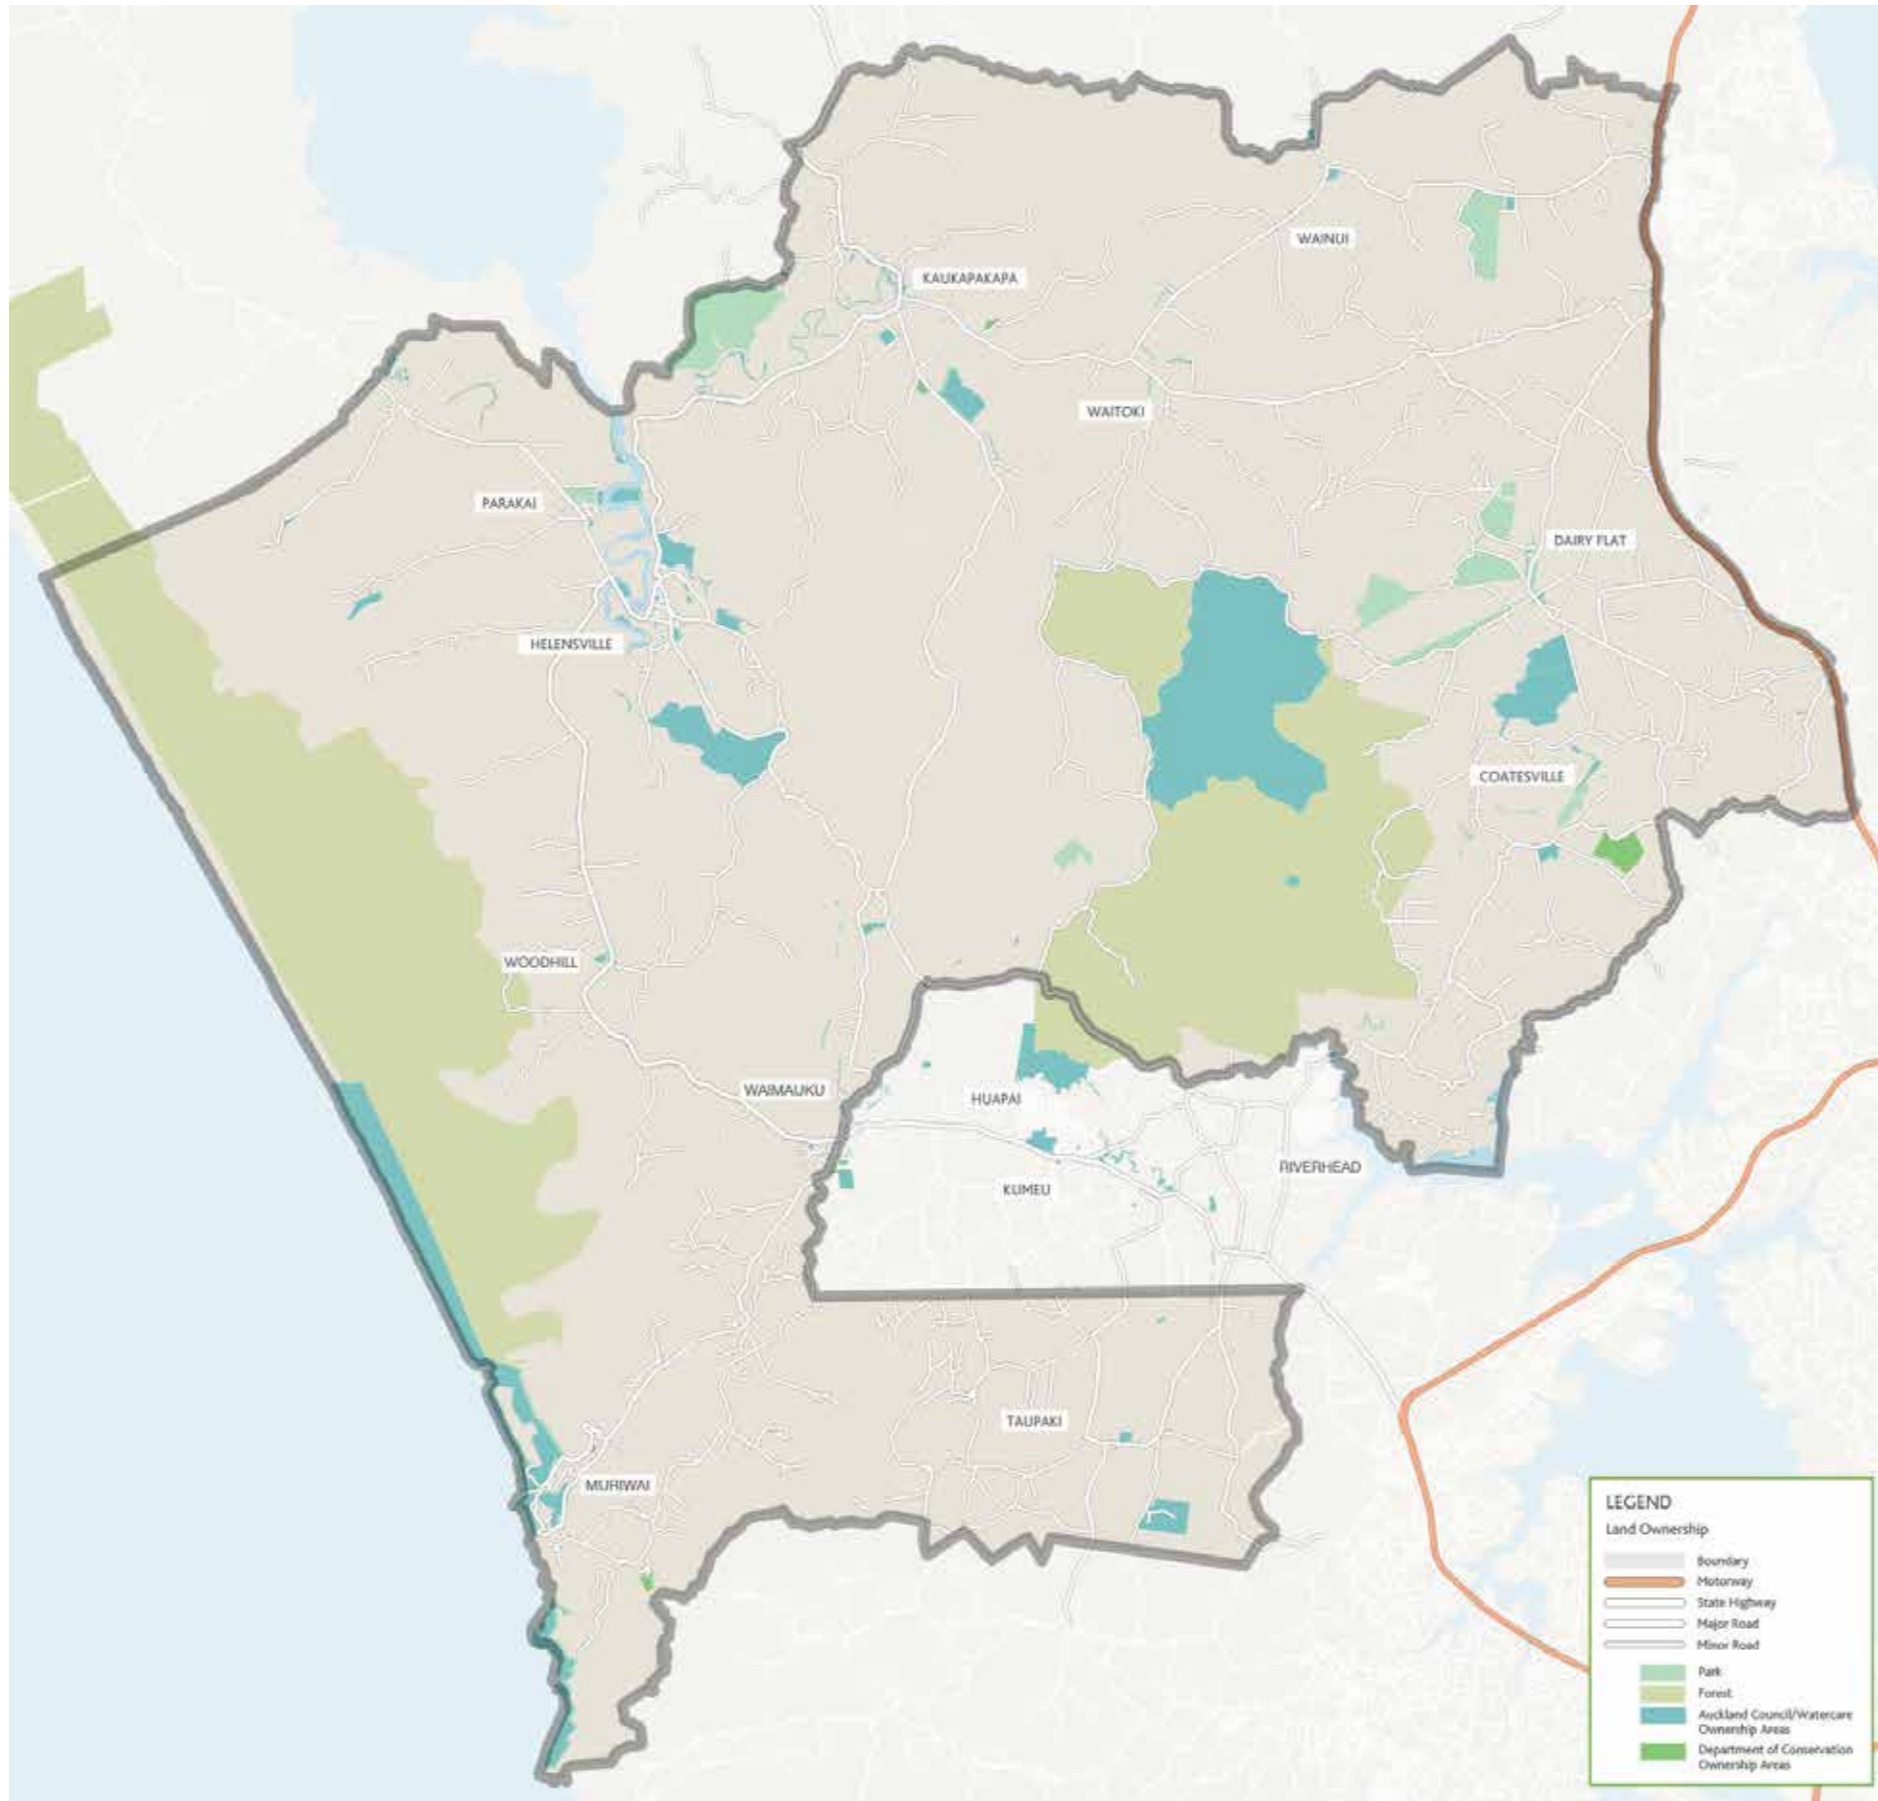 WAINUI
KAUKAPAKAPA
WAITOKI
PARAKAI
DAIRY FLAT
HELENSVILLE
COATESVILLE
WOODHILL
WAIMAUKU
HUAPAI
RIVERHEAD
KUMEU
TAUPAKI
MURIWAI
LEGEND
Land Ownership
Boundary
Motorway
State Highway
Major Road
Minor Road
Park
Forest
Auckland Council/Watercare
Ownership Areas
Department of Conservation
Ownership Areas